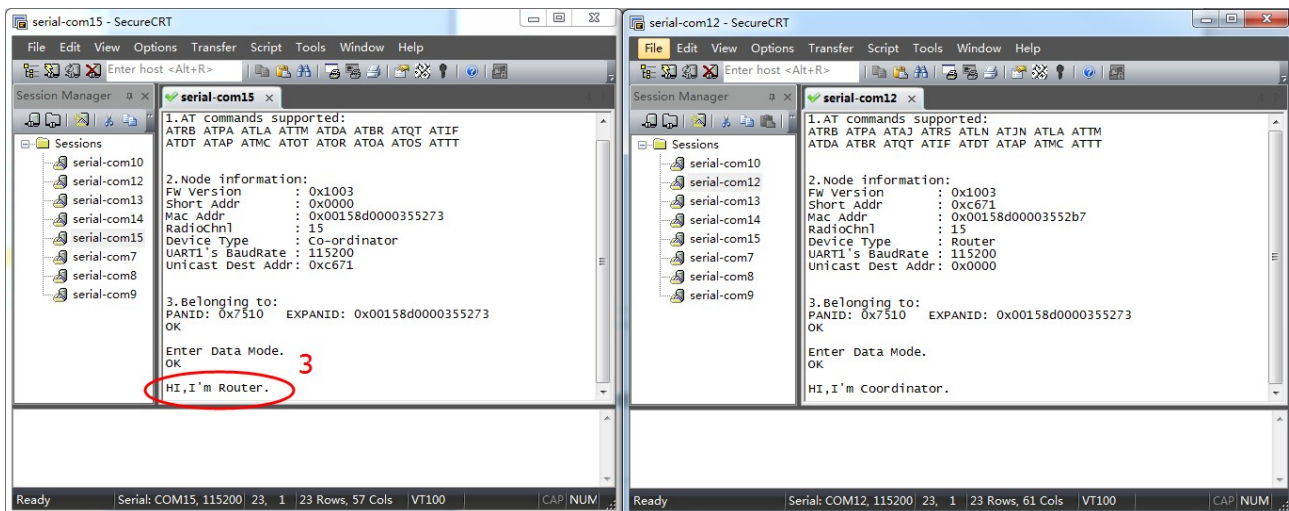 serial-com15 - SecureCRT
File Edit View Options Transfer Script Tools Window Help
Enter host <Alt+R>
Session Manager
serial-com15
Sessions
serial-com10
serial-com12
serial-com13
serial-com14
serial-com15
serial-com7
serial-com8
serial-com9
1.AT commands supported:
ATRB ATPA ATLA ATTM ATDA ATBR ATQT ATIF
ATDT ATAP ATMC ATOT ATOR ATOA ATOS ATTT
2.Node information:
FW Version : 0x1003
Short Addr : 0x0000
Mac Addr : 0x00158d0000355273
RadioChnl : 15
Device Type : Co-ordinator
UART1's BaudRate : 115200
Unicast Dest Addr: 0xc671
3.Belonging to:
PANID: 0x7510 EXPANID: 0x00158d0000355273
OK
Enter Data Mode.
OK
3
HI,I'm Router.
Ready Serial: COM15, 115200 23, 1 23 Rows, 57 Cols VT100 CAP NUM
serial-com12 - SecureCRT
File Edit View Options Transfer Script Tools Window Help
Enter host <Alt+R>
Session Manager
serial-com12
Sessions
serial-com10
serial-com12
serial-com13
serial-com14
serial-com15
serial-com7
serial-com8
serial-com9
1.AT commands supported:
ATRB ATPA ATAJ ATRS ATLN ATJN ATLA ATTM
ATDA ATBR ATQT ATIF ATDT ATAP ATMC ATTT
2.Node information:
FW Version : 0x1003
Short Addr : 0xc671
Mac Addr : 0x00158d00003552b7
RadioChnl : 15
Device Type : Router
UART1's BaudRate : 115200
Unicast Dest Addr: 0x0000
3.Belonging to:
PANID: 0x7510 EXPANID: 0x00158d0000355273
OK
Enter Data Mode.
OK
HI,I'm Coordinator.
Ready Serial: COM12, 115200 23, 1 23 Rows, 61 Cols VT100 CAP NUM